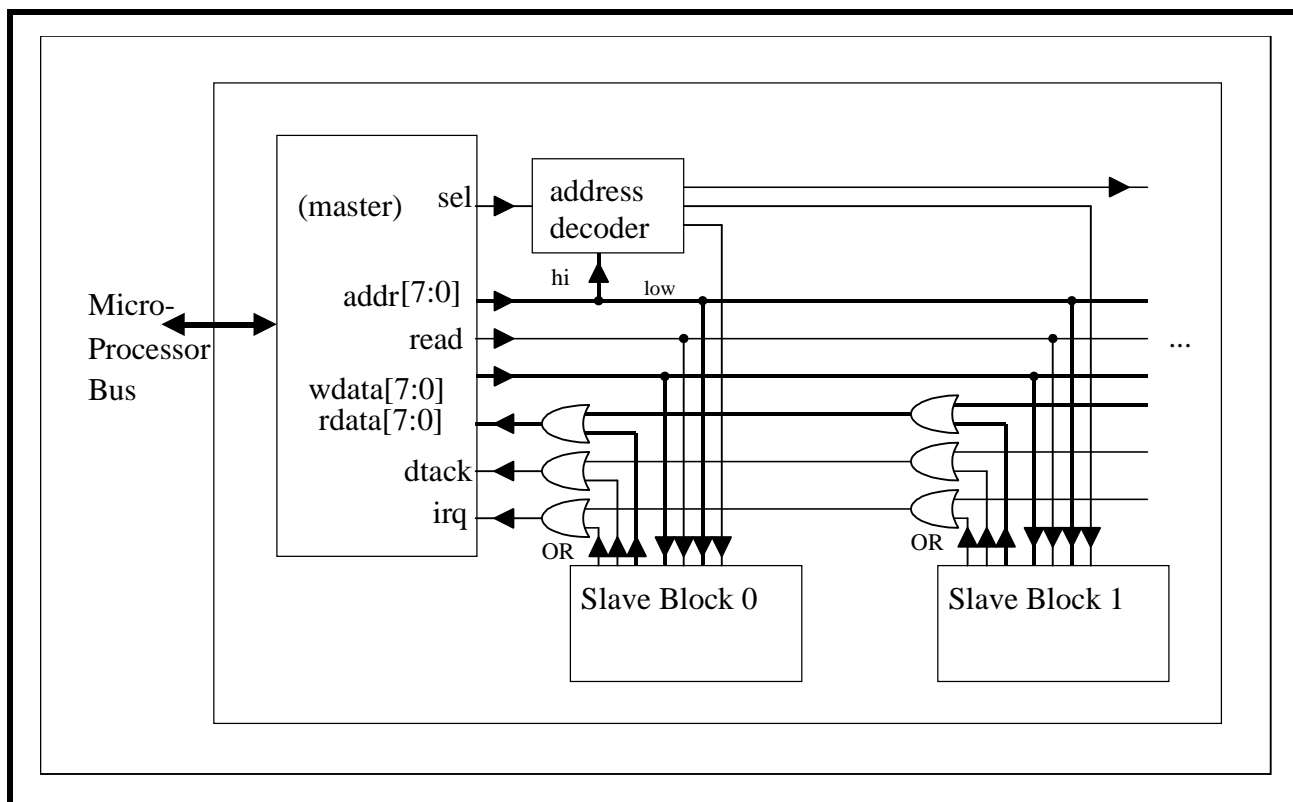 (master)
sel
address
decoder
hi
low
addr[7:0]
read
wdata[7:0]
rdata[7:0]
dtack
irq
Micro-
Processor
Bus
...
OR
OR
Slave Block 0
Slave Block 1